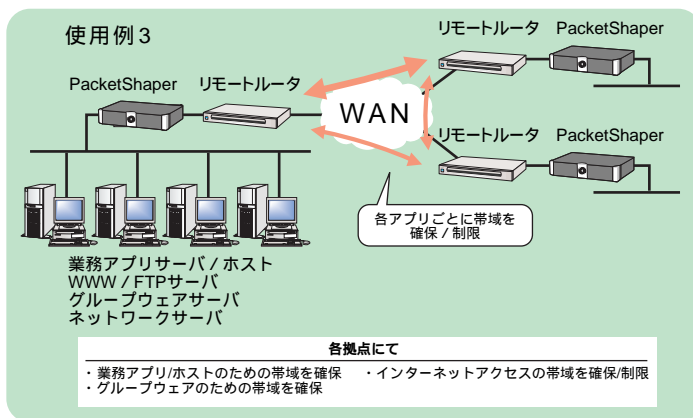 使用例3
リモートルータ PacketShaper
PacketShaper リモートルータ
WAN
リモートルータ PacketShaper
各アプリごとに帯域を
確保 / 制限
業務アプリサーバ / ホスト
WWW / FTPサーバ
グループウェアサーバ
ネットワークサーバ
各拠点にて
・業務アプリ/ホストのための帯域を確保 ・インターネットアクセスの帯域を確保/制限
・グループウェアのための帯域を確保